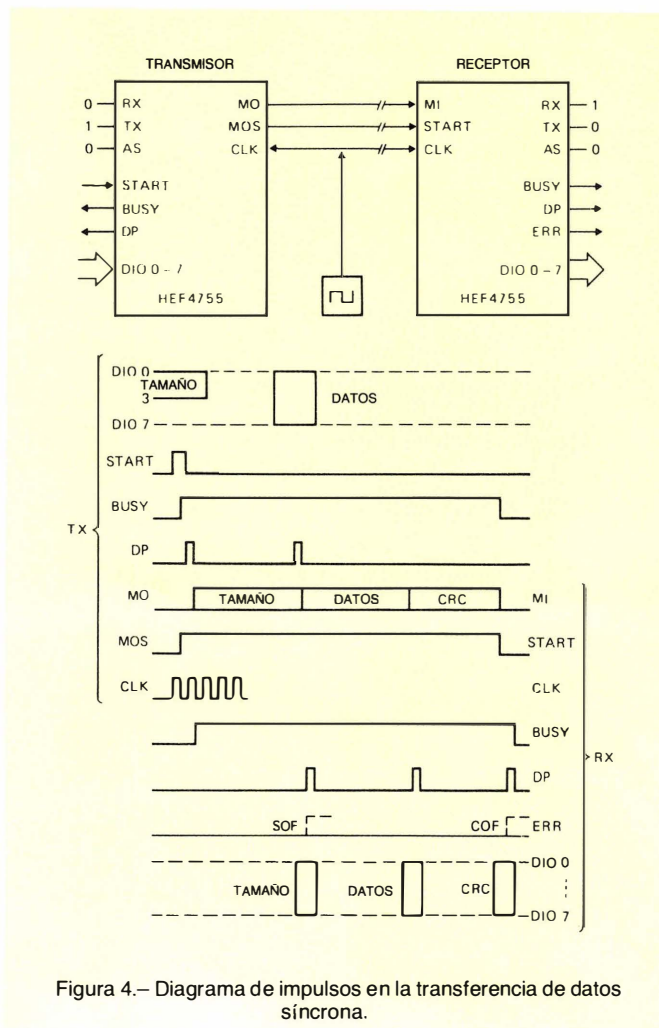 TRANSMISOR RECEPTOR
0 RX MO MI RX 1
1 TX MOS START TX 0
0 AS CLK CLK AS 0
START BUSY
BUSY DP
DP ERR
DIO 0 – 7 DIO 0 – 7
HEF4755 HEF4755
DIO 0
TAMAÑO
3 DATOS
DIO 7
START
BUSY
TX
DP
MO TAMAÑO DATOS CRC MI
MOS START
CLK CLK
BUSY
RX
DP
SOF COF ERR
DIO 0
TAMAÑO DATOS CRC
DIO 7
Figura 4.– Diagrama de impulsos en la transferencia de datos
síncrona.